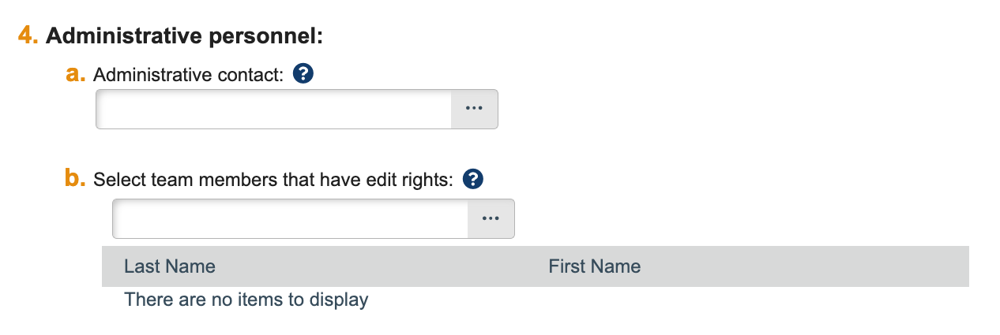 4. Administrative personnel:
a. Administrative contact: ?
...
b. Select team members that have edit rights: ?
...
Last Name First Name
There are no items to display